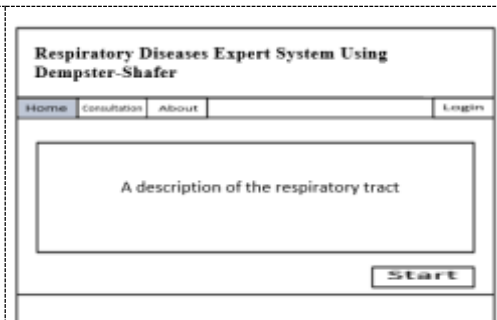 Respiratory Diseases Expert System Using
Dempster-Shafer
Home Consultation About Login
A description of the respiratory tract
Start